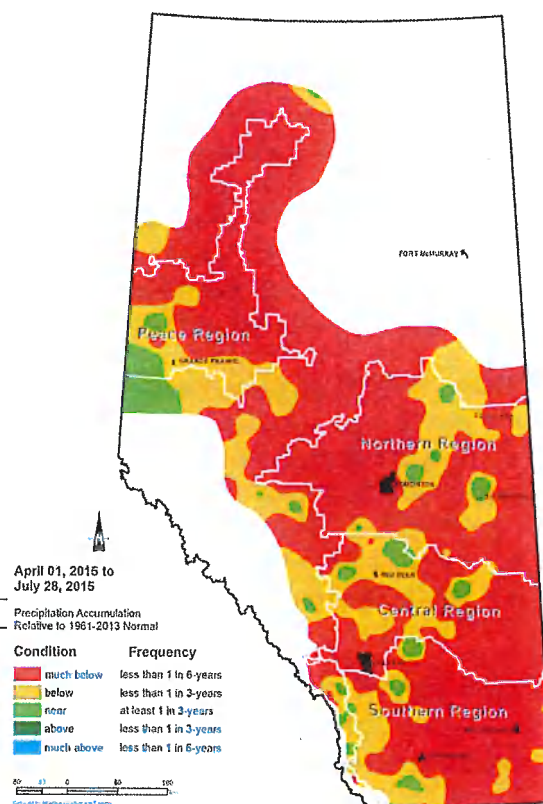 FORT McMURRAY
Peace Region
GRANDE PRAIRIE
Northern Region
EDMONTON
RED DEER
Central Region
Southern Region
April 01, 2015 to
July 28, 2015
Precipitation Accumulation
Relative to 1961-2013 Normal
Condition Frequency
much below less than 1 in 6-years
below less than 1 in 3-years
near at least 1 in 3-years
above less than 1 in 3-years
much above less than 1 in 6-years